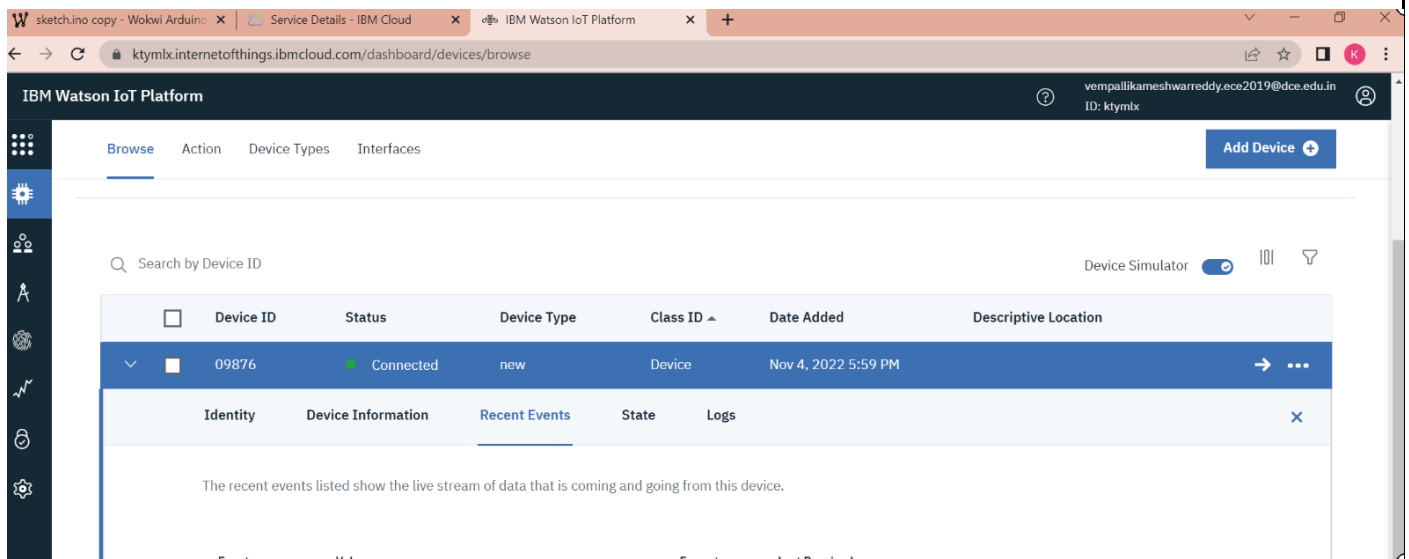 W sketch.ino copy - Wokwi Arduino Service Details - IBM Cloud IBM Watson IoT Platform
ktymlx.internetofthings.ibmcloud.com/dashboard/devices/browse K
IBM Watson IoT Platform vempallikameshwarreddy.ece2019@dce.edu.in
ID: ktymlx
Browse Action Device Types Interfaces Add Device
Search by Device ID Device Simulator
Device ID Status Device Type Class ID Date Added Descriptive Location
09876 Connected new Device Nov 4, 2022 5:59 PM
Identity Device Information Recent Events State Logs
The recent events listed show the live stream of data that is coming and going from this device.